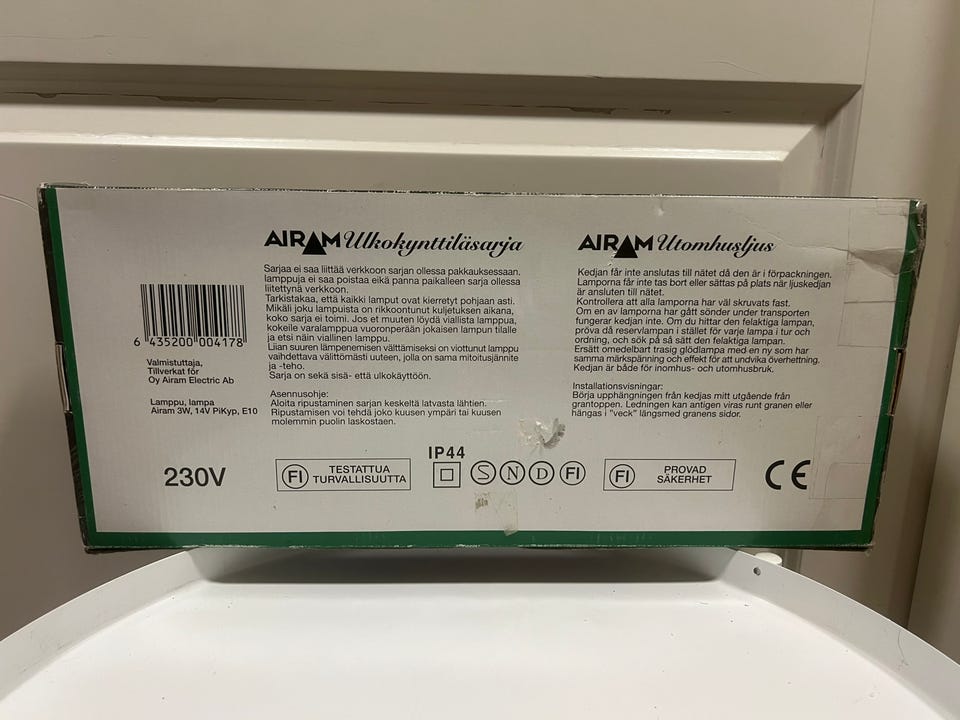 AIRAM Ulkokynttiläsarja
Sarjaa ei saa liittää verkkoon sarjan ollessa pakkauksessaan.
lamppuja ei saa poistaa eikä panna paikalleen sarja ollessa
liitettynä verkkoon.
Tarkistakaa, että kaikki lamput ovat kierretyt pohjaan asti.
Mikäli joku lampuista on rikkoontunut kuljetuksen aikana,
koko sarja ei toimi. Jos et muuten löydä viallista lamppua,
kokeile varalamppua vuoronperään jokaisen lampun tilalle
ja etsi näin viallinen lamppu.
Liian suuren lämpenemisen välttämiseksi on viottunut lamppu
vaihdettava välittömästi uuteen, jolla on sama mitoitusjännite
ja -teho.
Sarja on sekä sisä- että ulkokäyttöön.
Asennusohje:
Aloita ripustaminen sarjan keskeltä latvasta lähtien.
Ripustamisen voi tehdä joko kuusen ympäri tai kuusen
molemmin puolin laskostaen.
AIRAM Utomhusljus
Kedjan får inte anslutas till nätet då den är i förpackningen.
Lamporna får inte tas bort eller sättas på plats när ljuskedjan
är ansluten till nätet.
Kontrollera att alla lamporna har väl skruvats fast.
Om en av lamporna har gått sönder under transporten
fungerar kedjan inte. Om du hittar den felaktiga lampan,
pröva då reservlampan i stället för varje lampa i tur och
ordning, och sök på så sätt den felaktiga lampan.
Ersätt omedelbart trasig glödlampa med en ny som har
samma märkspänning och effekt för att undvika överhettning.
Kedjan är både för inomhus- och utomhusbruk.
Installationsvisningar:
Börja upphängningen från kedjas mitt utgående från
grantoppen. Ledningen kan antigen viras runt granen eller
hängas i "veck" längsmed granens sidor.
6 435200 004178
Valmistuttaja,
Tillverkat för
Oy Airam Electric Ab
Lamppu, lampa
Airam 3W, 14V PiKyp, E10
230V
FI TESTATTUA
TURVALLISUUTTA
IP44
S N D FI
FI PROVAD
SÄKERHET
CE